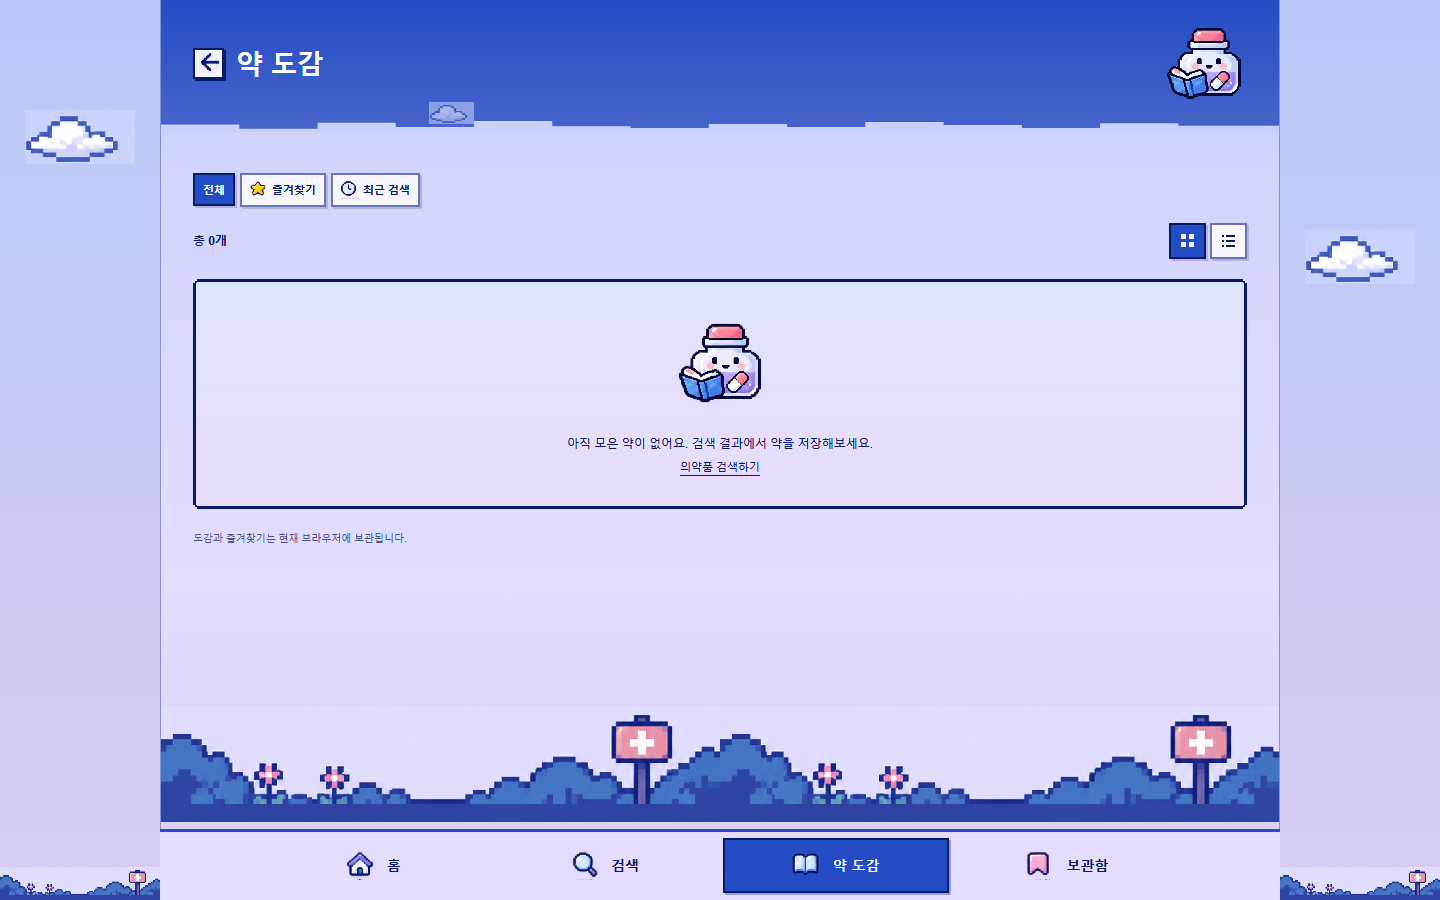 약 도감
전체
즐겨찾기
최근 검색
총 0개
아직 모은 약이 없어요. 검색 결과에서 약을 저장해보세요.
의약품 검색하기
도감과 즐겨찾기는 현재 브라우저에 보관됩니다.
홈
검색
약 도감
보관함